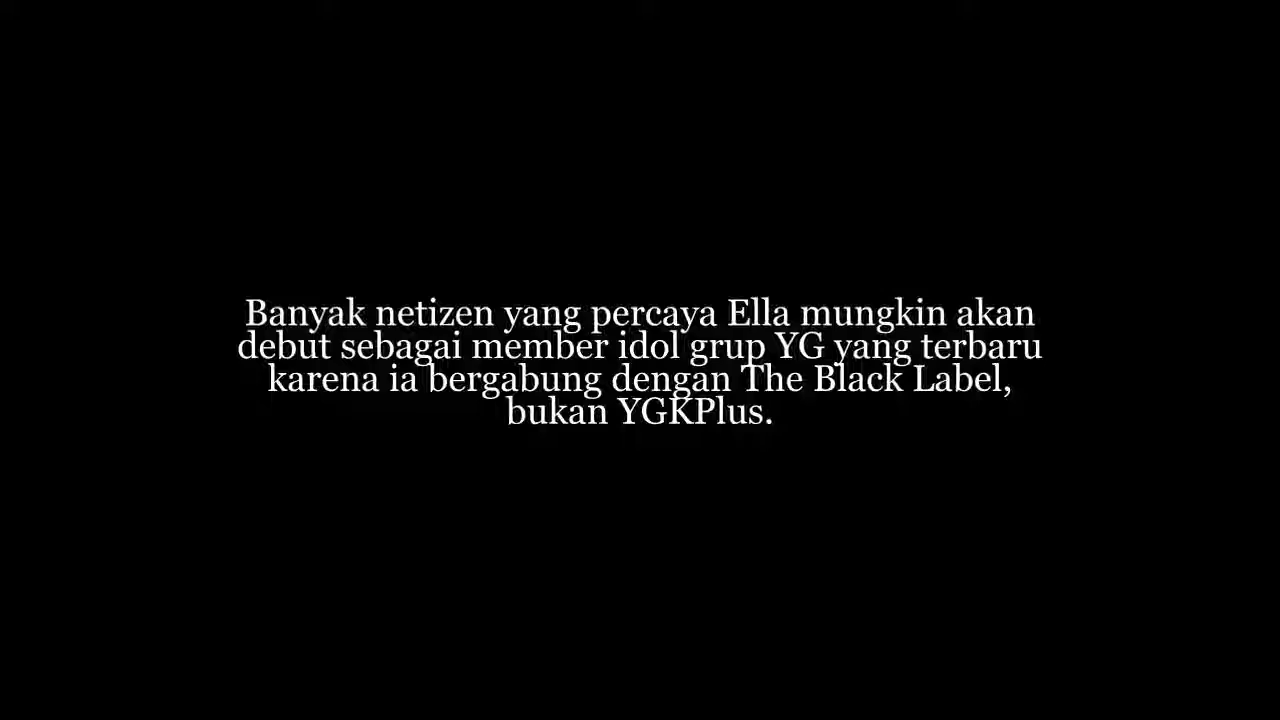 Banyak netizen yang percaya Ella mungkin akan
debut sebagai member idol grup YG yang terbaru
karena ia bergabung dengan The Black Label,
bukan YGKPlus.